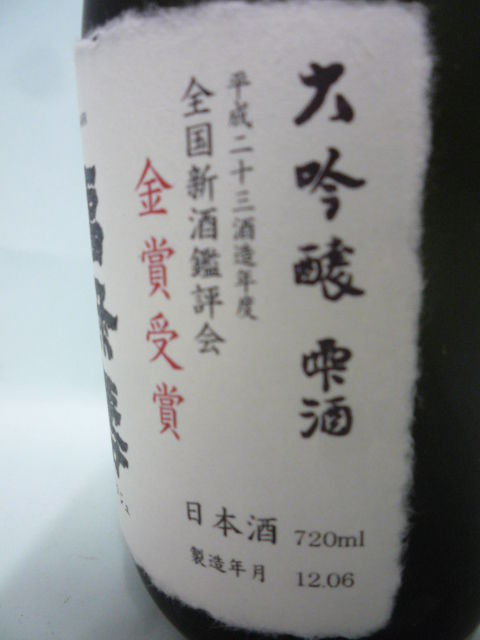 大吟醸 雫酒
平成二十三酒造年度
全国新酒鑑評会
金賞受賞
日本酒 720ml
製造年月 12.06